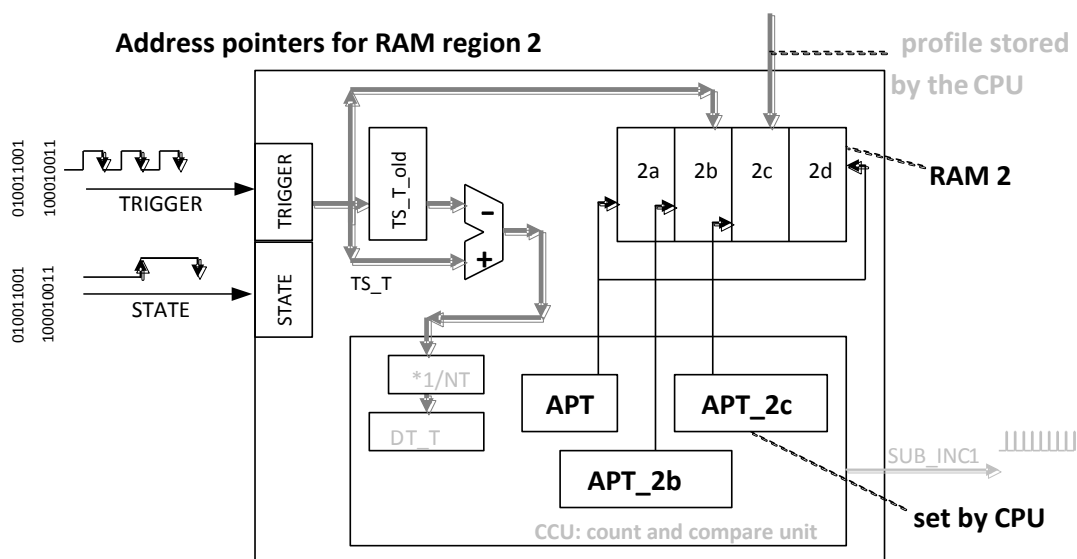 Address pointers for RAM region 2
profile stored
by the CPU
010011001
100010011
TRIGGER
TRIGGER
TS_T_old
-
+
TS_T
2a
2b
2c
2d
RAM 2
010011001
100010011
STATE
STATE
*1/NT
DT_T
APT
APT_2c
APT_2b
SUB_INC1
set by CPU
CCU: count and compare unit